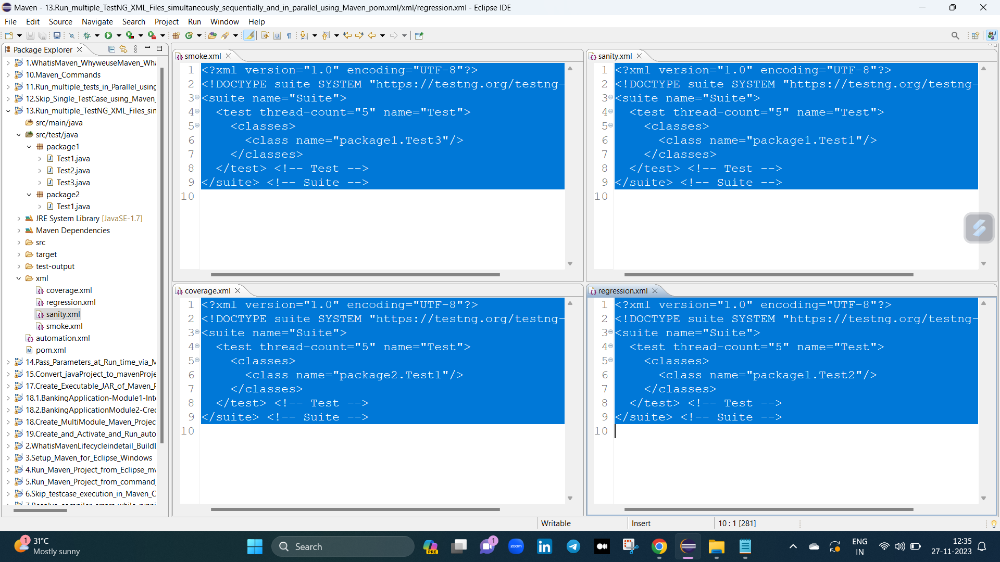 Maven - 13.Run_multiple_TestNG_XML_Files_simultaneously_sequentially_and_in_parallel_using_Maven_pom.xml/xml/regression.xml - Eclipse IDE
File Edit Source Navigate Search Project Run Window Help
Package Explorer
1.WhatisMaven_WhyweuseMaven_Wha
10.Maven_Commands
11.Run_multiple_tests_in_Parallel_using
12.Skip_Single_TestCase_using_Maven_
13.Run_multiple_TestNG_XML_Files_sim
src/main/java
src/test/java
package1
Test1.java
Test2.java
Test3.java
package2
Test1.java
JRE System Library [JavaSE-1.7]
Maven Dependencies
src
target
test-output
xml
coverage.xml
regression.xml
sanity.xml
smoke.xml
automation.xml
pom.xml
14.Pass_Parameters_at_Run_time_via_M
15.Convert_javaProject_to_mavenProje
17.Create_Executable_JAR_of_Maven_P
18.1.BankingApplication-Module1-Inte
18.2.BankingApplicationModule2-Cred
18.Create_MultiModule_Maven_Project
19.Create_and_Activate_and_Run_auto
2.WhatisMavenLifecycleindetail_BuildL
3.Setup_Maven_for_Eclipse_Windows
4.Run_Maven_Project_from_Eclipse_mv
5.Run_Maven_Project_from_command_
6.Skip_testcase_execution_in_Maven_C
smoke.xml
1 <?xml version="1.0" encoding="UTF-8"?>
2 <!DOCTYPE suite SYSTEM "https://testng.org/testng-
3 <suite name="Suite">
4 <test thread-count="5" name="Test">
5 <classes>
6 <class name="package1.Test3"/>
7 </classes>
8 </test> <!-- Test -->
9 </suite> <!-- Suite -->
10
sanity.xml
1 <?xml version="1.0" encoding="UTF-8"?>
2 <!DOCTYPE suite SYSTEM "https://testng.org/testng-
3 <suite name="Suite">
4 <test thread-count="5" name="Test">
5 <classes>
6 <class name="package1.Test1"/>
7 </classes>
8 </test> <!-- Test -->
9 </suite> <!-- Suite -->
10
coverage.xml
1 <?xml version="1.0" encoding="UTF-8"?>
2 <!DOCTYPE suite SYSTEM "https://testng.org/testng-
3 <suite name="Suite">
4 <test thread-count="5" name="Test">
5 <classes>
6 <class name="package2.Test1"/>
7 </classes>
8 </test> <!-- Test -->
9 </suite> <!-- Suite -->
10
regression.xml
1 <?xml version="1.0" encoding="UTF-8"?>
2 <!DOCTYPE suite SYSTEM "https://testng.org/testng-
3 <suite name="Suite">
4 <test thread-count="5" name="Test">
5 <classes>
6 <class name="package1.Test2"/>
7 </classes>
8 </test> <!-- Test -->
9 </suite> <!-- Suite -->
10
Writable Insert 10 : 1 [281]
1
31°C
Mostly sunny
Search
PRE
1
zoom
in
ENG
IN
12:35
27-11-2023